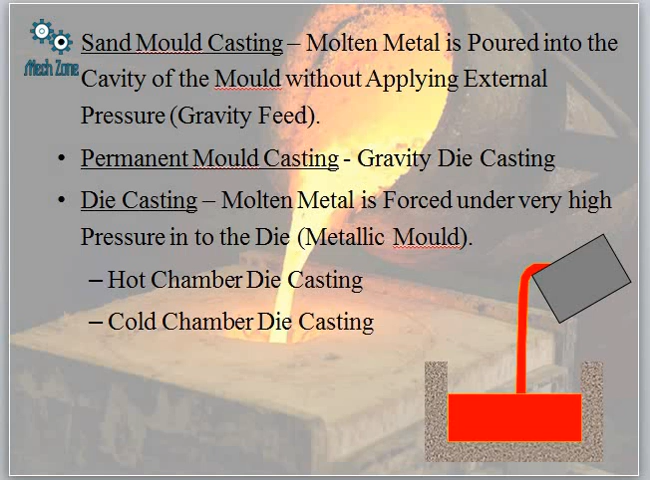 Mech Zone
Sand Mould Casting – Molten Metal is Poured into the
Cavity of the Mould without Applying External
Pressure (Gravity Feed).
• Permanent Mould Casting - Gravity Die Casting
• Die Casting – Molten Metal is Forced under very high
Pressure in to the Die (Metallic Mould).
– Hot Chamber Die Casting
– Cold Chamber Die Casting